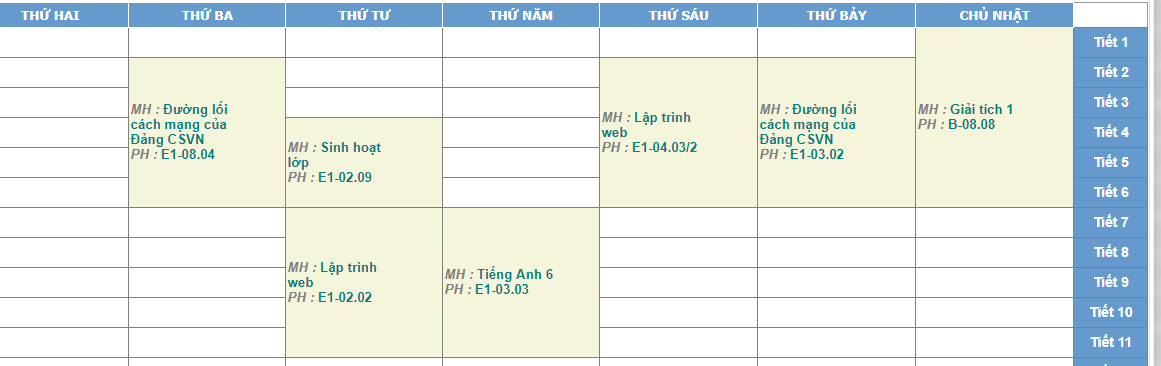 THỨ HAI THỨ BA THỨ TƯ THỨ NĂM THỨ SÁU THỨ BẢY CHỦ NHẬT
Tiết 1
Tiết 2
Tiết 3
Tiết 4
Tiết 5
Tiết 6
Tiết 7
Tiết 8
Tiết 9
Tiết 10
Tiết 11
MH : Đường lối
cách mạng của
Đảng CSVN
PH : E1-08.04
MH : Sinh hoạt
lớp
PH : E1-02.09
MH : Lập trình
web
PH : E1-02.02
MH : Tiếng Anh 6
PH : E1-03.03
MH : Lập trình
web
PH : E1-04.03/2
MH : Đường lối
cách mạng của
Đảng CSVN
PH : E1-03.02
MH : Giải tích 1
PH : B-08.08